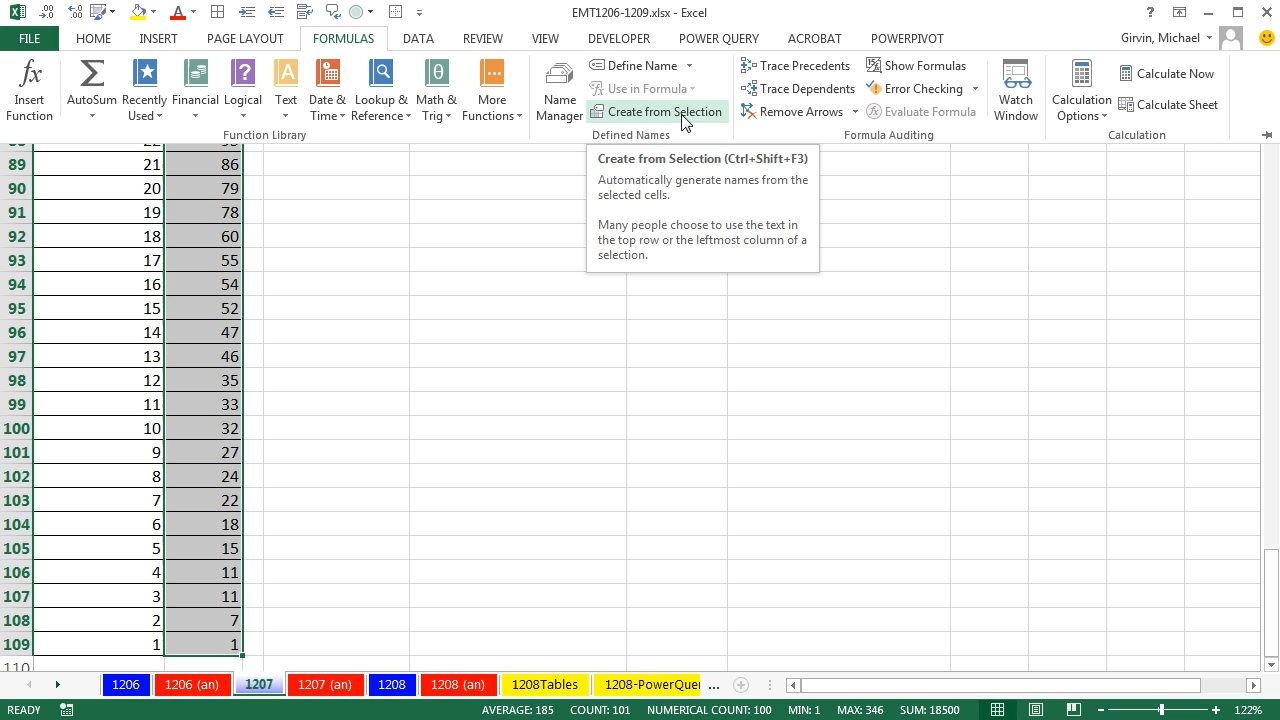 EMT1206-1209.xlsx - Excel
FILE HOME INSERT PAGE LAYOUT FORMULAS DATA REVIEW VIEW DEVELOPER POWER QUERY ACROBAT POWERPIVOT Girvin, Michael
Insert Function
AutoSum
Recently Used
Financial
Logical
Text
Date & Time
Lookup & Reference
Math & Trig
More Functions
Function Library
Name Manager
Define Name
Use in Formula
Create from Selection
Defined Names
Trace Precedents
Trace Dependents
Remove Arrows
Show Formulas
Error Checking
Evaluate Formula
Formula Auditing
Watch Window
Calculation Options
Calculate Now
Calculate Sheet
Calculation
Create from Selection (Ctrl+Shift+F3)
Automatically generate names from the
selected cells.
Many people choose to use the text in
the top row or the leftmost column of a
selection.
89 21 86
90 20 79
91 19 78
92 18 60
93 17 55
94 16 54
95 15 52
96 14 47
97 13 46
98 12 35
99 11 33
100 10 32
101 9 27
102 8 24
103 7 22
104 6 18
105 5 15
106 4 11
107 3 11
108 2 7
109 1 1
110
1206 1206 (an) 1207 1207 (an) 1208 1208 (an) 1208Tables 1208-PowerQuer ...
READY AVERAGE: 185 COUNT: 101 NUMERICAL COUNT: 100 MIN: 1 MAX: 346 SUM: 18500 122%